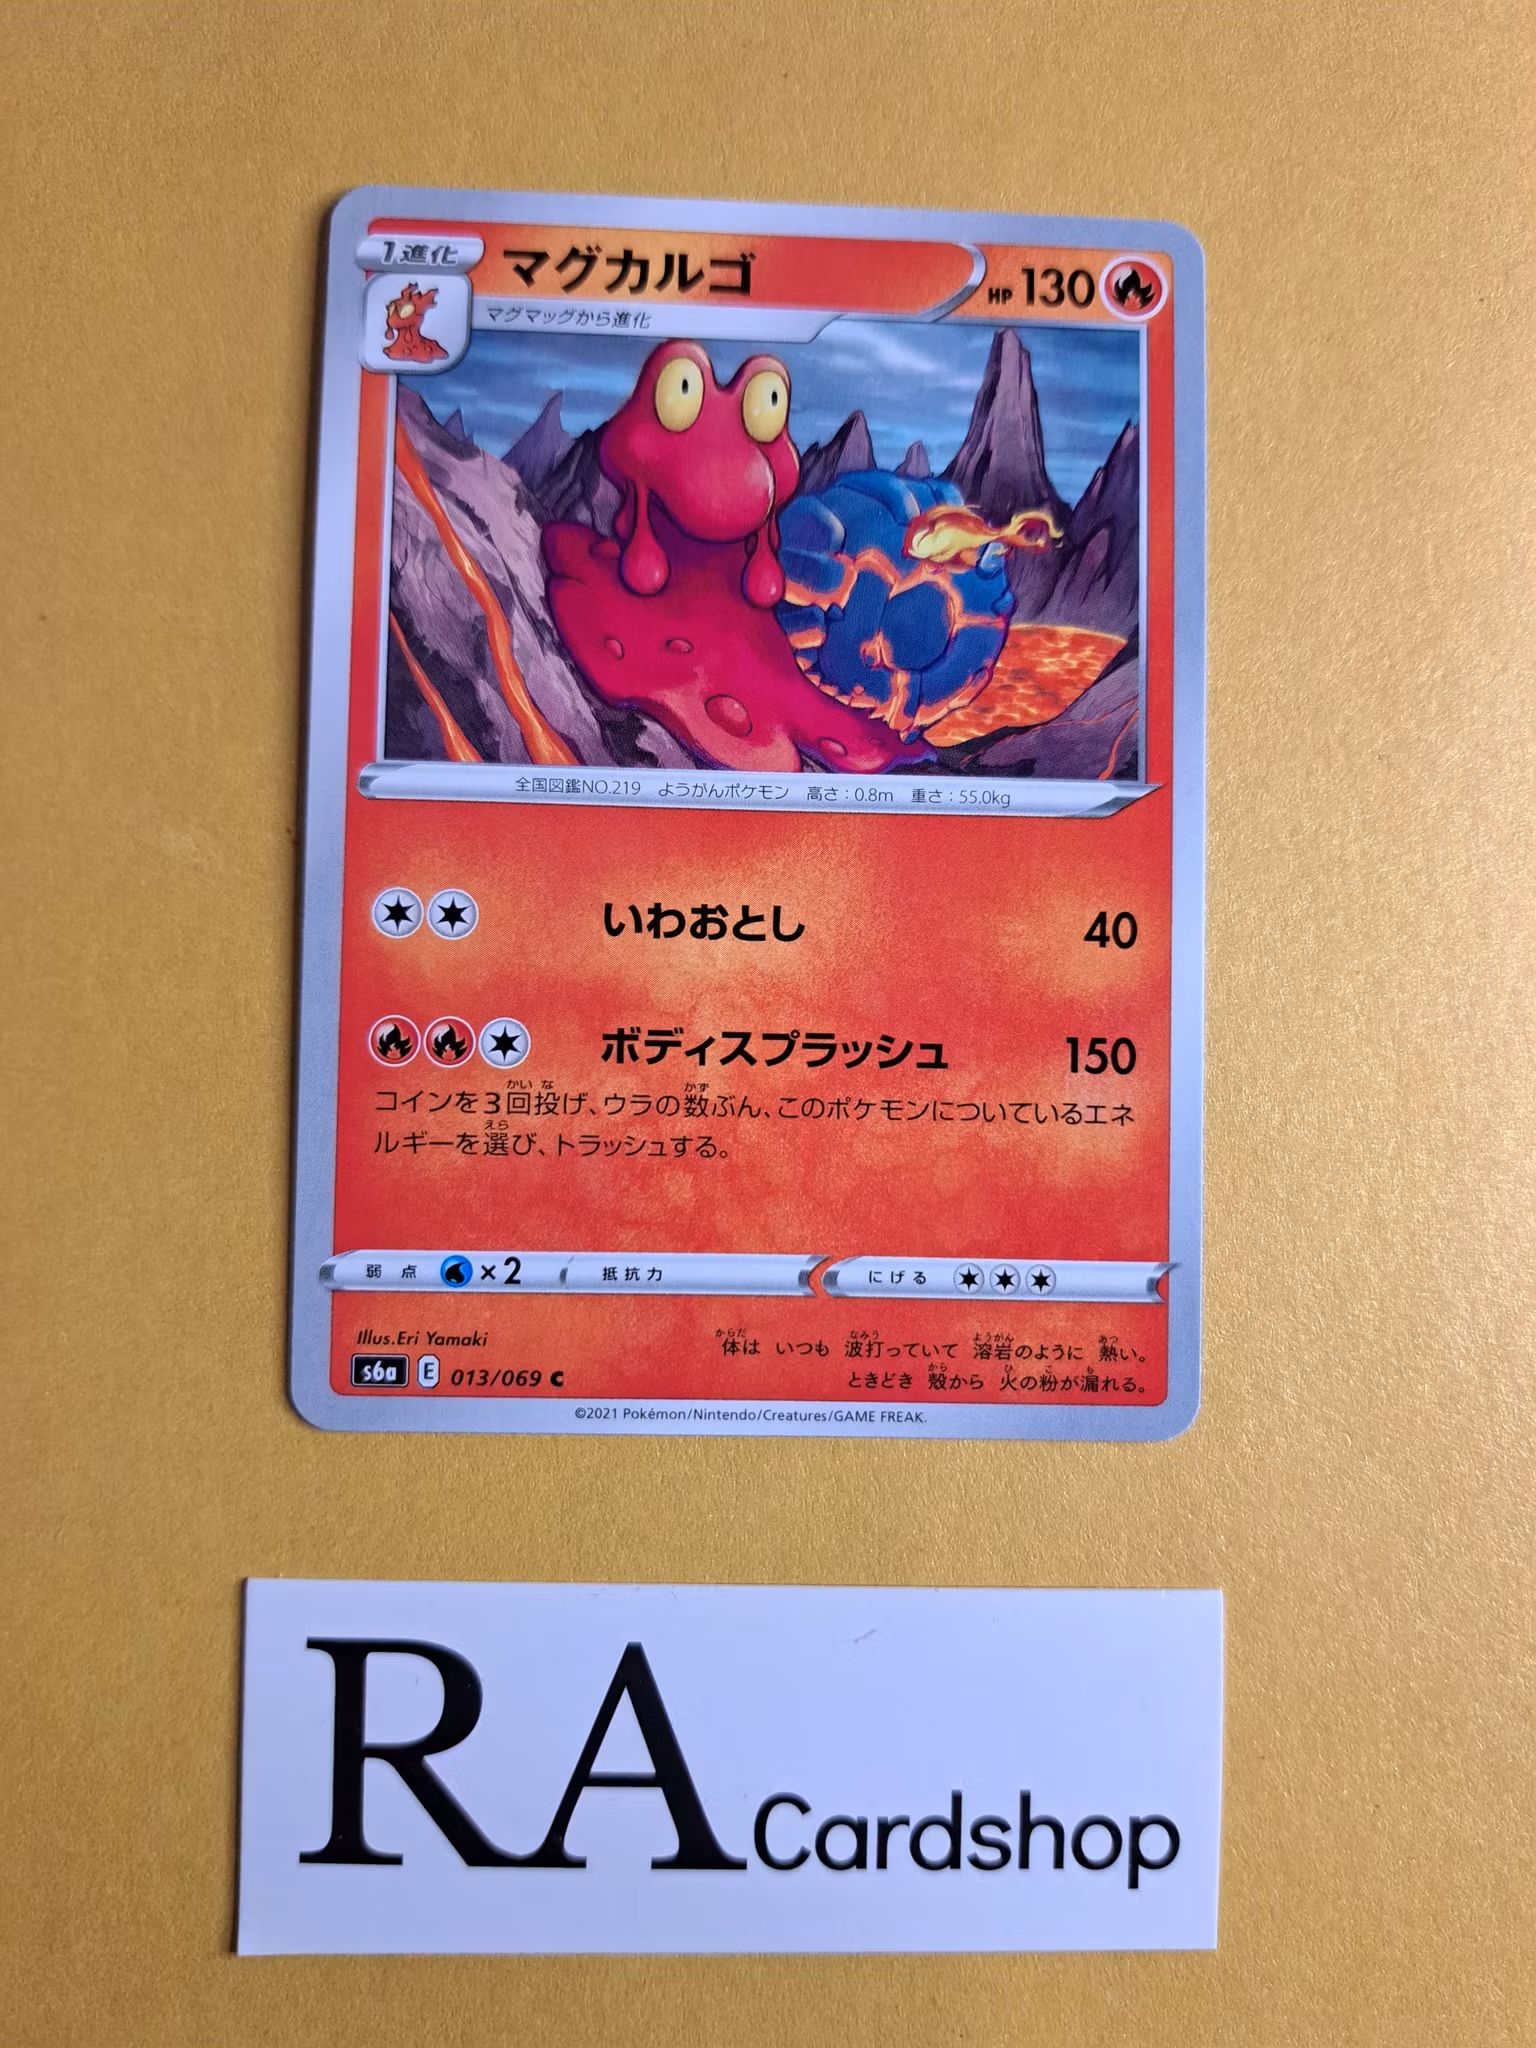 1進化
マグカルゴ
HP 130
マグマッグから進化
全国図鑑NO.219 ようがんポケモン 高さ:0.8m 重さ:55.0kg
いわおとし 40
ボディスプラッシュ 150
コインを3回投げ、ウラの数ぶん、このポケモンについているエネ
ルギーを選び、トラッシュする。
弱点 ×2 抵抗力 にげる
Illus.Eri Yamaki
s6a E 013/069 C
体は いつも 波打っていて 溶岩のように 熱い。
ときどき 殻から 火の粉が漏れる。
©2021 Pokémon/Nintendo/Creatures/GAME FREAK.
RA Cardshop